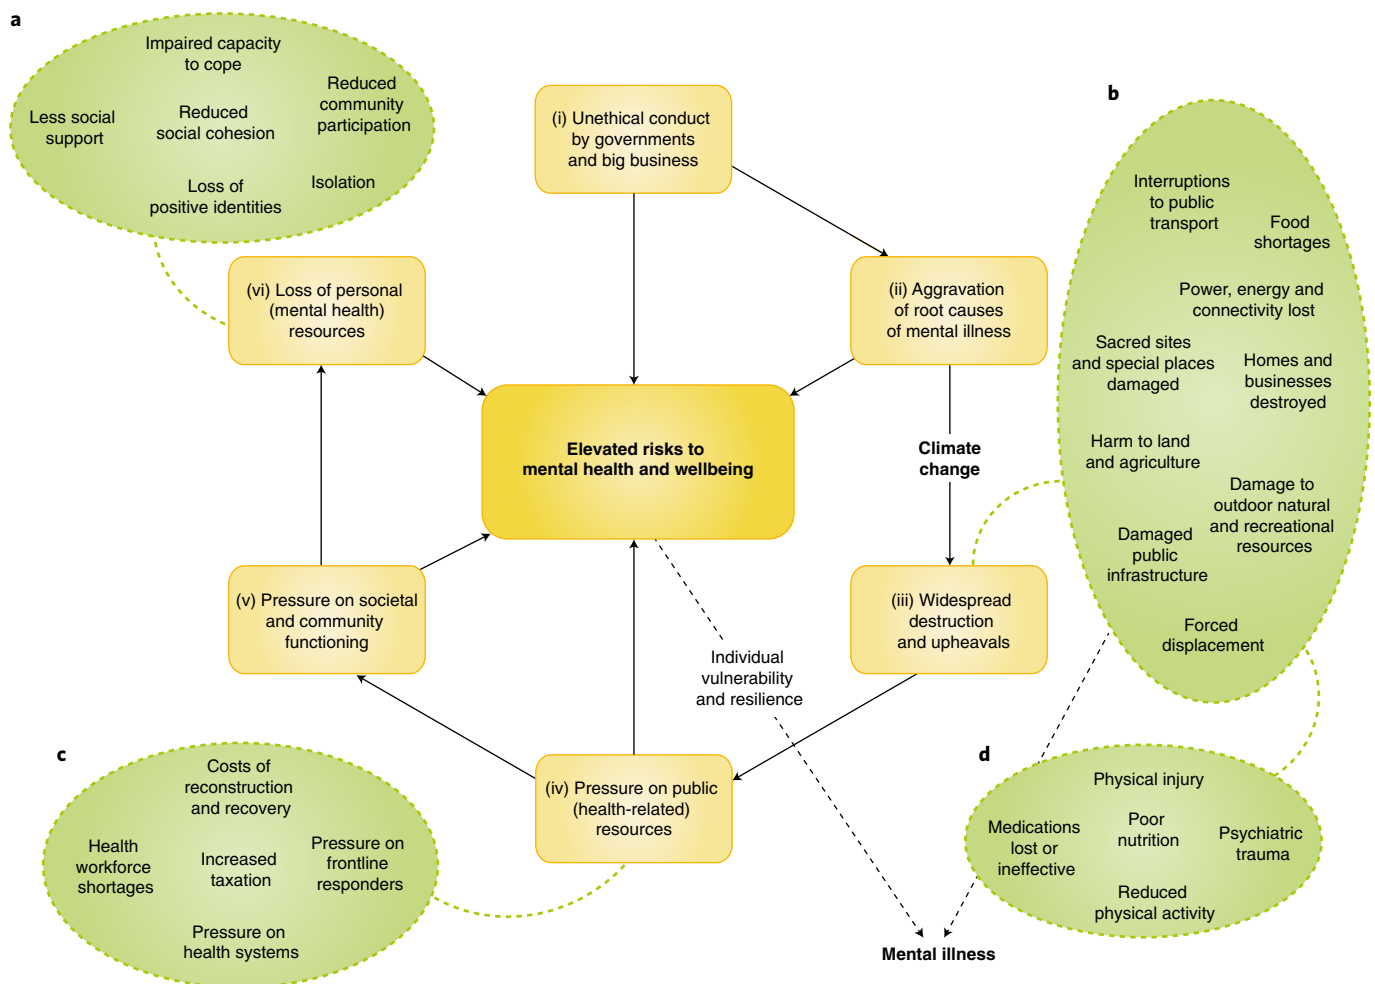 a
Impaired capacity
to cope
Less social
support
Reduced
social cohesion
Reduced
community
participation
Loss of
positive identities
Isolation
(i) Unethical conduct
by governments
and big business
b
Interruptions
to public
transport
Food
shortages
Power, energy and
connectivity lost
Sacred sites
and special places
damaged
Homes and
businesses
destroyed
Harm to land
and agriculture
Damage to
outdoor natural
and recreational
resources
Damaged
public
infrastructure
Forced
displacement
(vi) Loss of personal
(mental health)
resources
(ii) Aggravation
of root causes
of mental illness
Elevated risks to
mental health and wellbeing
Climate
change
(v) Pressure on societal
and community
functioning
(iii) Widespread
destruction
and upheavals
Individual
vulnerability
and resilience
c
Costs of
reconstruction
and recovery
Health
workforce
shortages
Increased
taxation
Pressure on
frontline
responders
Pressure on
health systems
(iv) Pressure on public
(health-related)
resources
d
Physical injury
Medications
lost or
ineffective
Poor
nutrition
Psychiatric
trauma
Reduced
physical activity
Mental illness